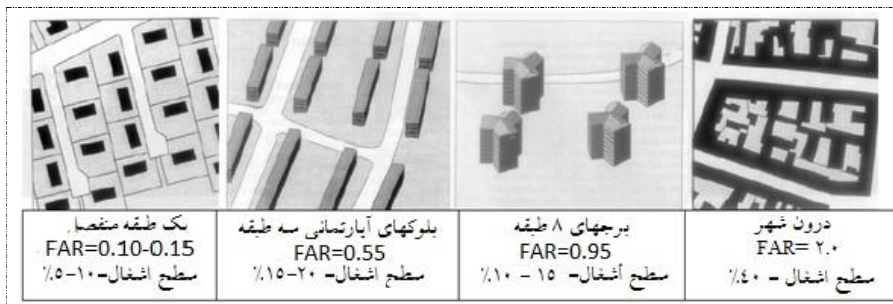 درون شهر
FAR= ۲.۰
سطح اشغال - ۴۰٪
برجهای ۸ طبقه
FAR=0.95
سطح أشغال- ۱۵ - ۱۰٪
بلوکهای آپارتمانی سه طبقه
FAR=0.55
سطح اشغال- ۲۰-۱۵٪
یک طبقه منفصل
FAR=0.10-0.15
سطح اشغال-۱۰-۵٪